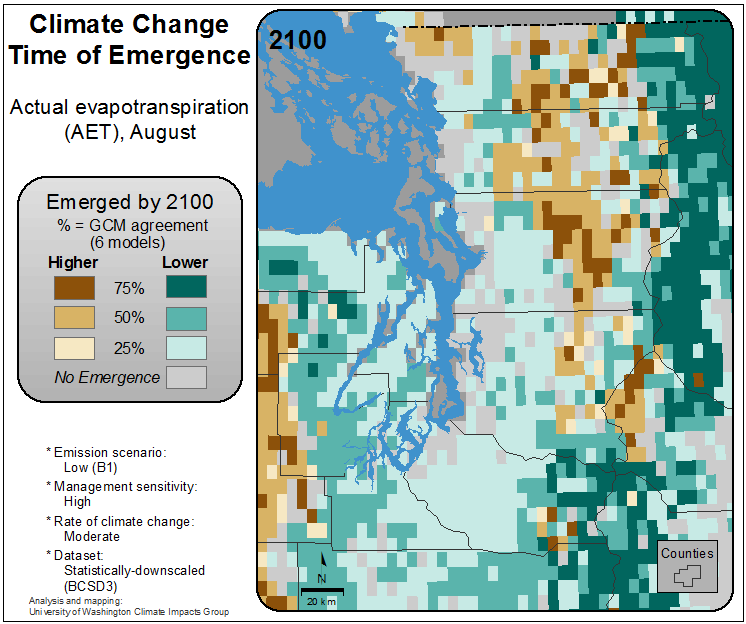 Climate Change
Time of Emergence
Actual evapotranspiration
(AET), August
Emerged by 2100
% = GCM agreement
(6 models)
Higher Lower
75%
50%
25%
No Emergence
* Emission scenario:
Low (B1)
* Management sensitivity:
High
* Rate of climate change:
Moderate
* Dataset:
Statistically-downscaled
(BCSD3)
Analysis and mapping:
University of Washington Climate Impacts Group
2100
N
20 km
Counties